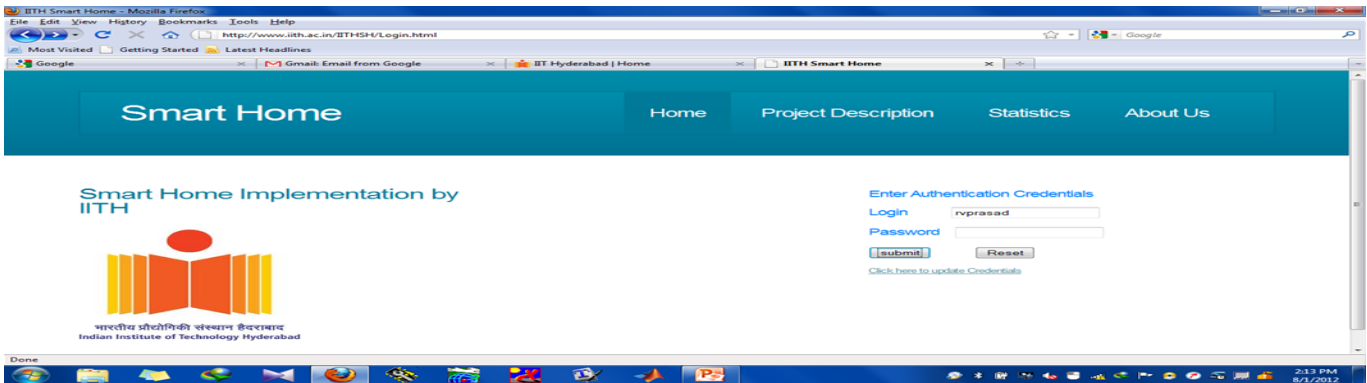 IITH Smart Home - Mozilla Firefox
File Edit View History Bookmarks Tools Help
http://www.iith.ac.in/IITHSH/Login.html
Google
Most Visited Getting Started Latest Headlines
Google Gmail: Email from Google IIT Hyderabad | Home IITH Smart Home
Smart Home Home Project Description Statistics About Us
Smart Home Implementation by
IITH
Enter Authentication Credentials
Login rvprasad
Password
submit Reset
Click here to update Credentials
भारतीय प्रौद्योगिकी संस्थान हैदराबाद
Indian Institute of Technology Hyderabad
Done
2:13 PM
8/1/2012